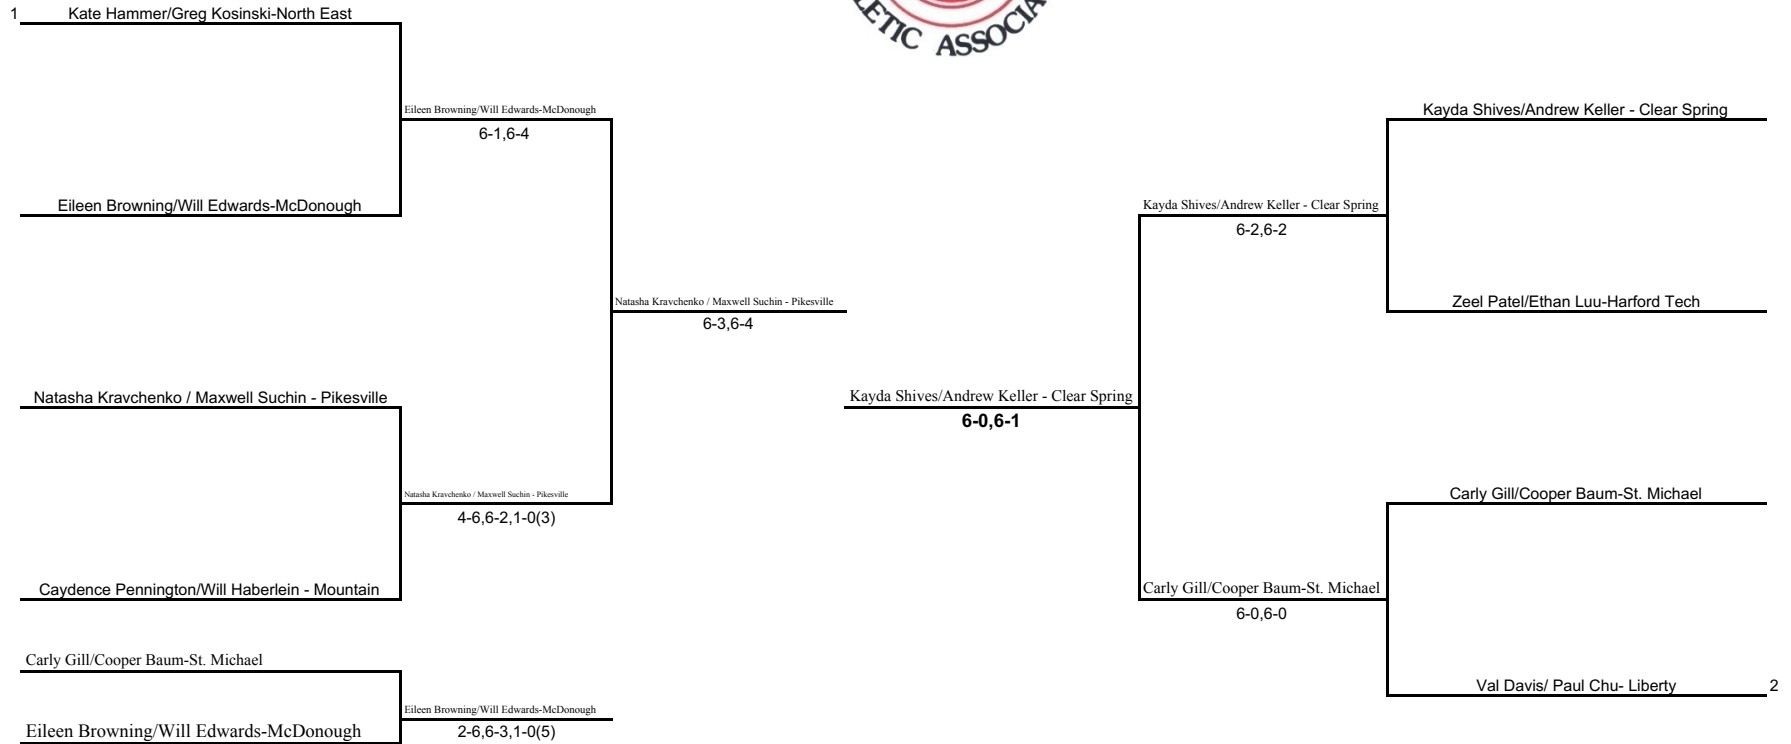 1
Kate Hammer/Greg Kosinski-North East
Eileen Browning/Will Edwards-McDonough
6-1,6-4
Eileen Browning/Will Edwards-McDonough
Natasha Kravchenko / Maxwell Suchin - Pikesville
6-3,6-4
Natasha Kravchenko / Maxwell Suchin - Pikesville
Natasha Kravchenko / Maxwell Suchin - Pikesville
4-6,6-2,1-0(3)
Caydence Pennington/Will Haberlein - Mountain
Carly Gill/Cooper Baum-St. Michael
Eileen Browning/Will Edwards-McDonough
2-6,6-3,1-0(5)
Eileen Browning/Will Edwards-McDonough
ASSOCIA
Kayda Shives/Andrew Keller - Clear Spring
6-0,6-1
Kayda Shives/Andrew Keller - Clear Spring
Kayda Shives/Andrew Keller - Clear Spring
6-2,6-2
Zeel Patel/Ethan Luu-Harford Tech
Carly Gill/Cooper Baum-St. Michael
Carly Gill/Cooper Baum-St. Michael
6-0,6-0
Val Davis/ Paul Chu- Liberty
2